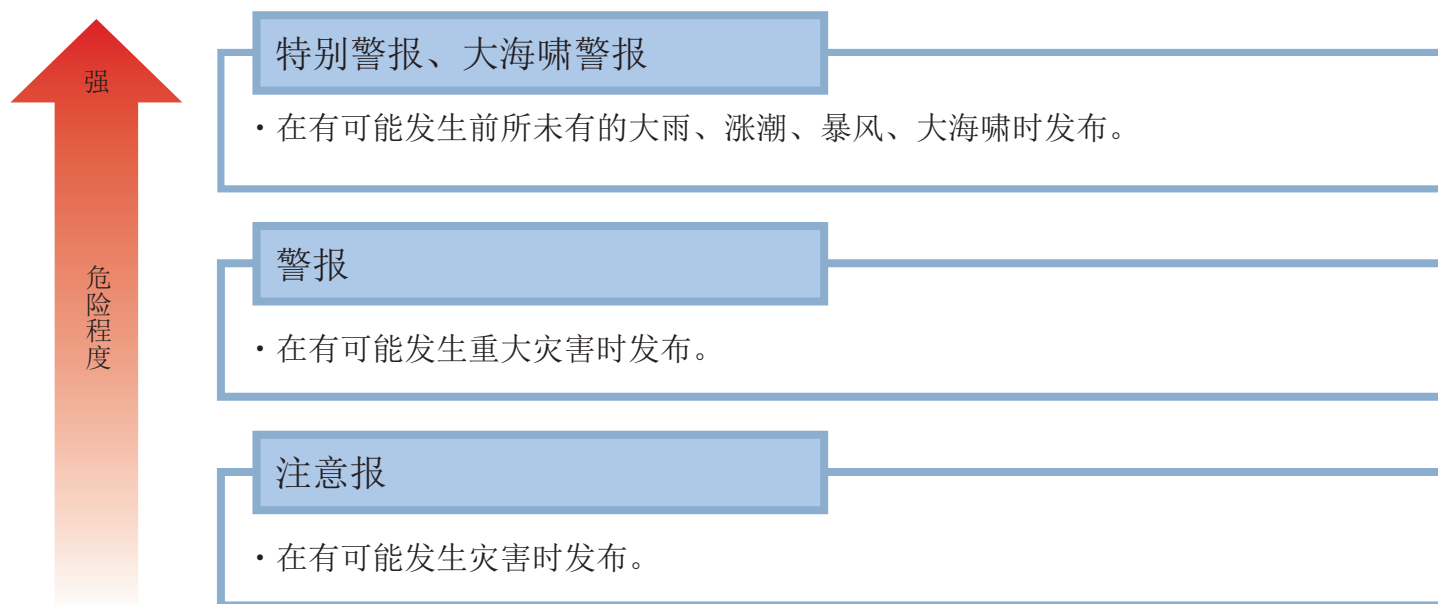 强
危险程度
特别警报、大海啸警报
・在有可能发生前所未有的大雨、涨潮、暴风、大海啸时发布。
警报
・在有可能发生重大灾害时发布。
注意报
・在有可能发生灾害时发布。